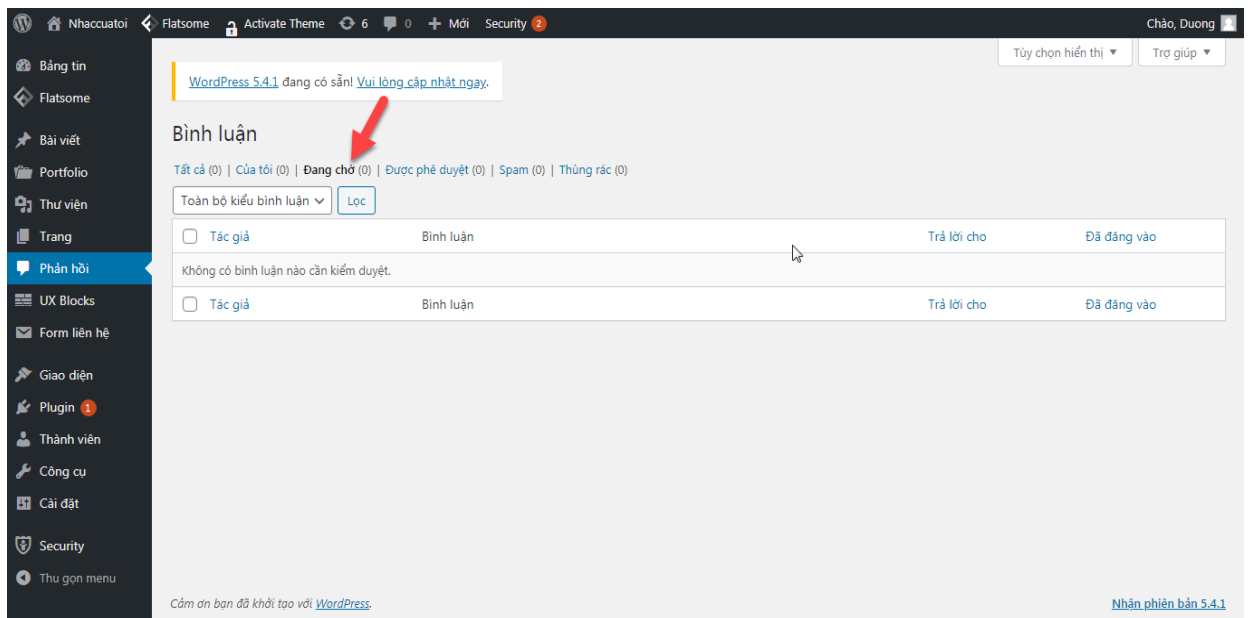 Nhaccuatoi Flatsome Activate Theme 6 0 Mới Security 2 Chào, Duong
Tùy chọn hiển thị Trợ giúp
Bảng tin
Flatsome
Bài viết
Portfolio
Thư viện
Trang
Phản hồi
UX Blocks
Form liên hệ
Giao diện
Plugin 1
Thành viên
Công cụ
Cài đặt
Security
Thu gọn menu
WordPress 5.4.1 đang có sẵn! Vui lòng cập nhật ngay.
Bình luận
Tất cả (0) | Của tôi (0) | Đang chờ (0) | Được phê duyệt (0) | Spam (0) | Thùng rác (0)
Toàn bộ kiểu bình luận Lọc
Tác giả Bình luận Trả lời cho Đã đăng vào
Không có bình luận nào cần kiểm duyệt.
Tác giả Bình luận Trả lời cho Đã đăng vào
Cảm ơn bạn đã khởi tạo với WordPress. Nhận phiên bản 5.4.1